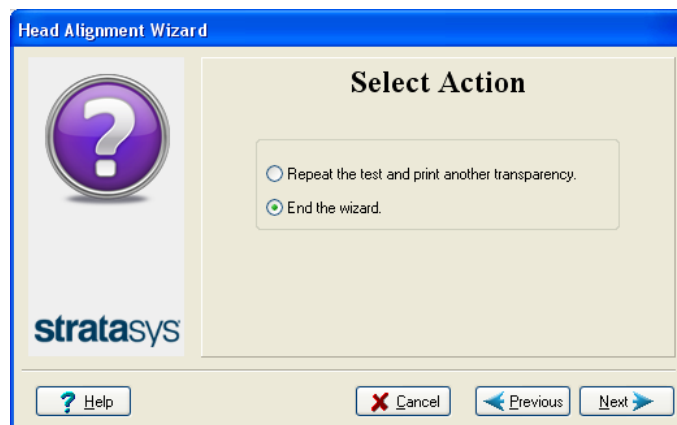 Head Alignment Wizard
Select Action
Repeat the test and print another transparency.
End the wizard.
stratasys
? Help
Cancel
Previous
Next